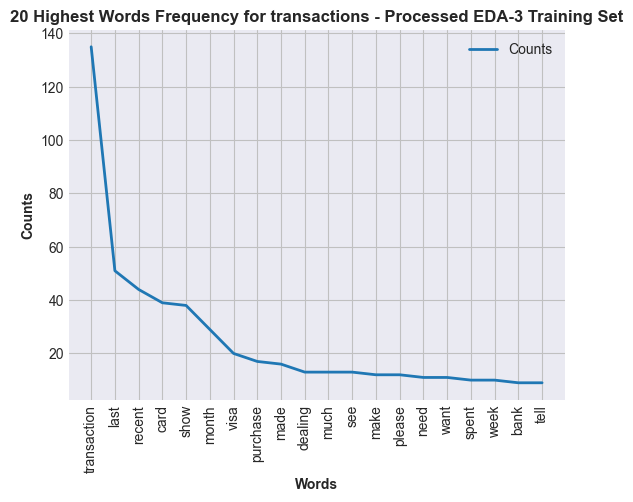 20 Highest Words Frequency for transactions - Processed EDA-3 Training Set
Counts
140
120
100
80
60
40
20
Counts
transaction
last
recent
card
show
month
visa
purchase
made
dealing
much
see
make
please
need
want
spent
week
bank
tell
Words